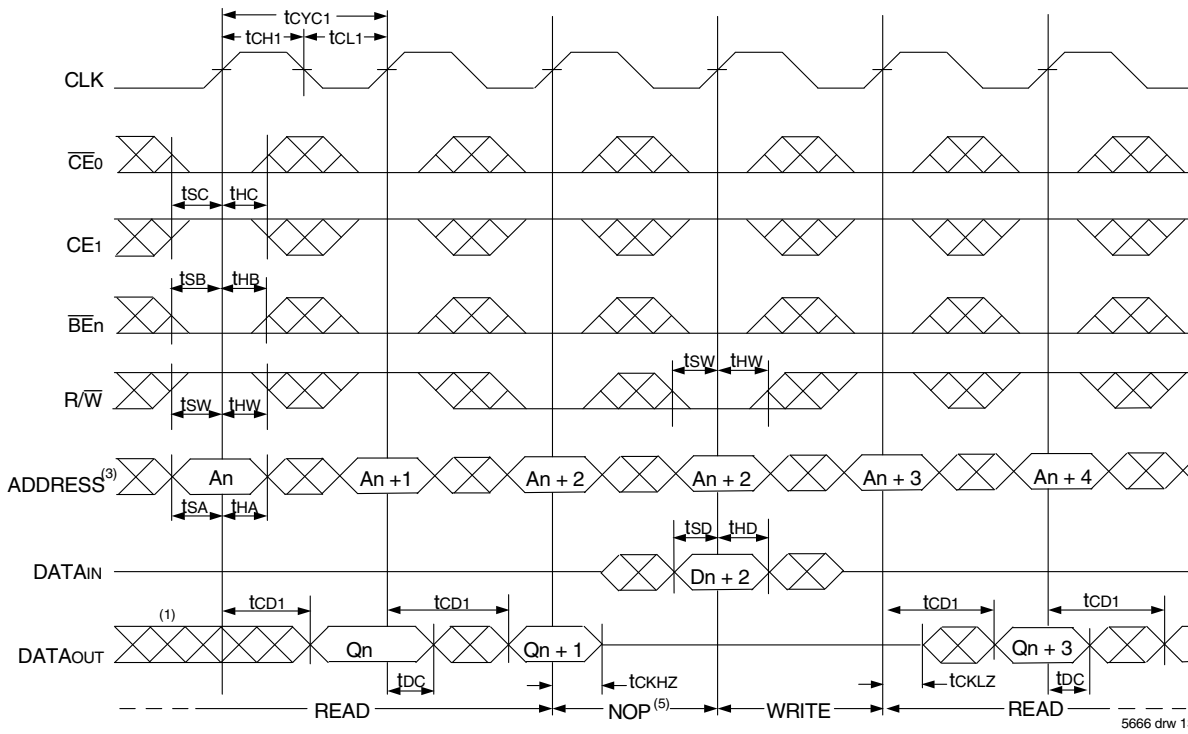 tCYC1
tCH1 tCL1
CLK
CE0
tSC tHC
CE1
tSB tHB
BEn
tSW tHW
R/W
tSW tHW
ADDRESS(3) An An +1 An + 2 An + 2 An + 3 An + 4
tSA tHA
tSD tHD
DATAIN Dn + 2
(1) tCD1 tCD1 tCD1 tCD1
DATAOUT Qn Qn + 1 Qn + 3
tDC tCKHZ tCKLZ tDC
READ NOP(5) WRITE READ
5666 drw